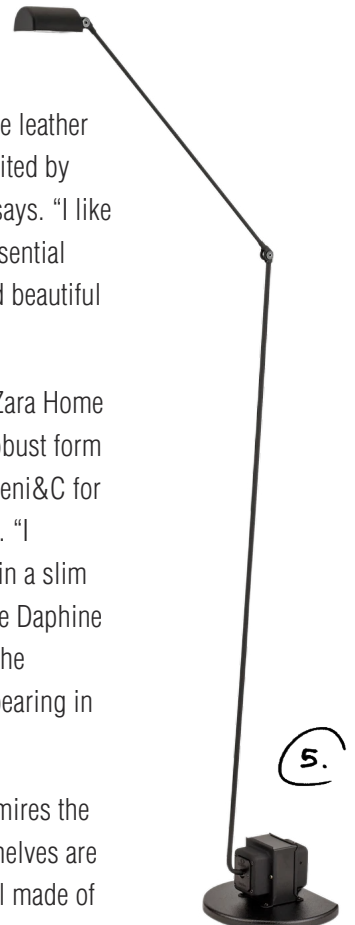 e leather
ited by
says. “I like
sential
d beautiful
Zara Home
obust form
eni&C for
. “I
in a slim
e Daphine
he
earing in
mires the
helves are
l made of
5.